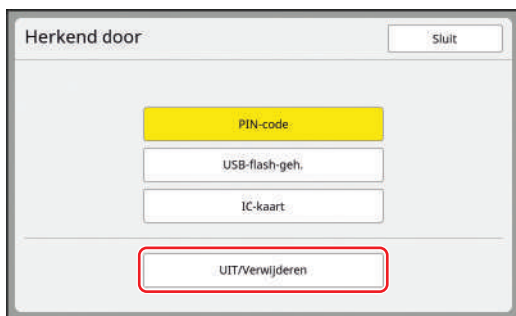 Herkend door
Sluit
PIN-code
USB-flash-geh.
IC-kaart
UIT/Verwijderen